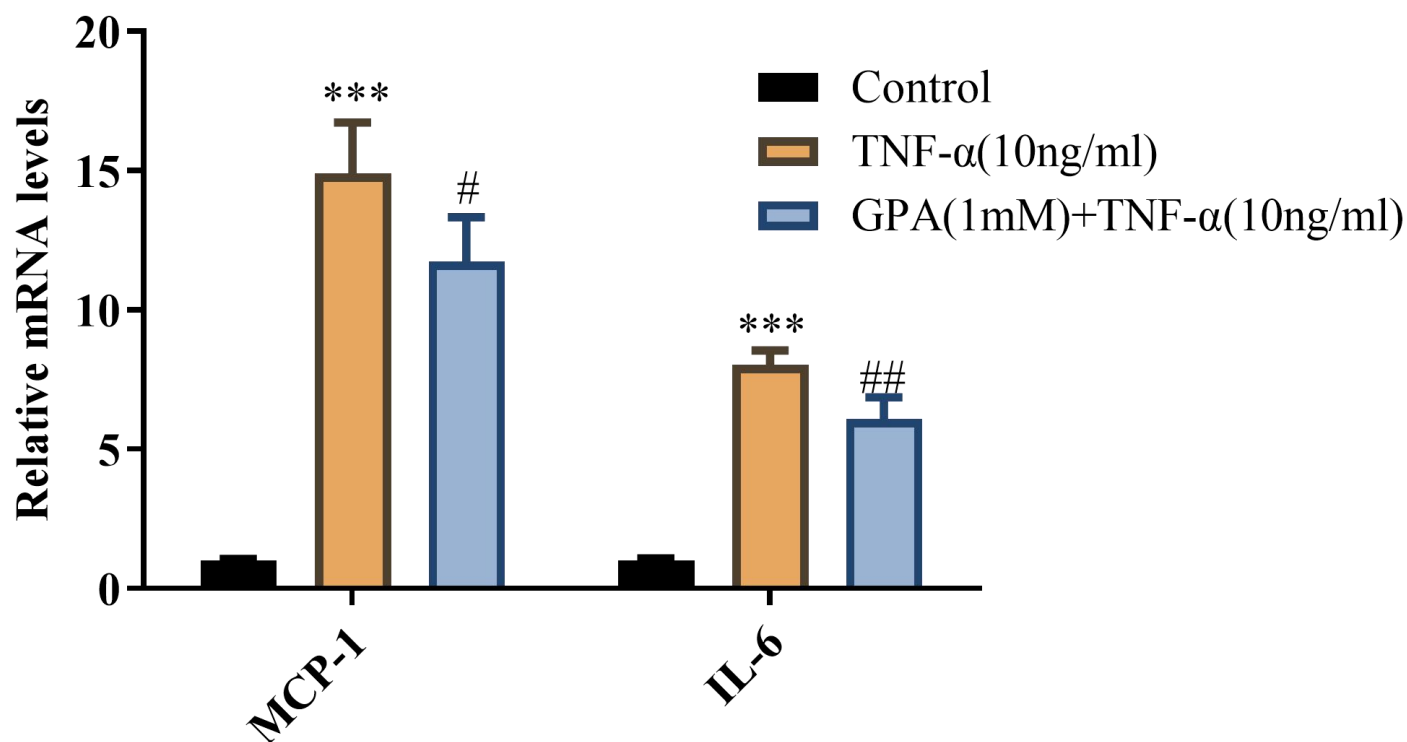 Relative mRNA levels
20
15
10
5
0
***
#
***
##
Control
TNF-α(10ng/ml)
GPA(1mM)+TNF-α(10ng/ml)
MCP-1
IL-6